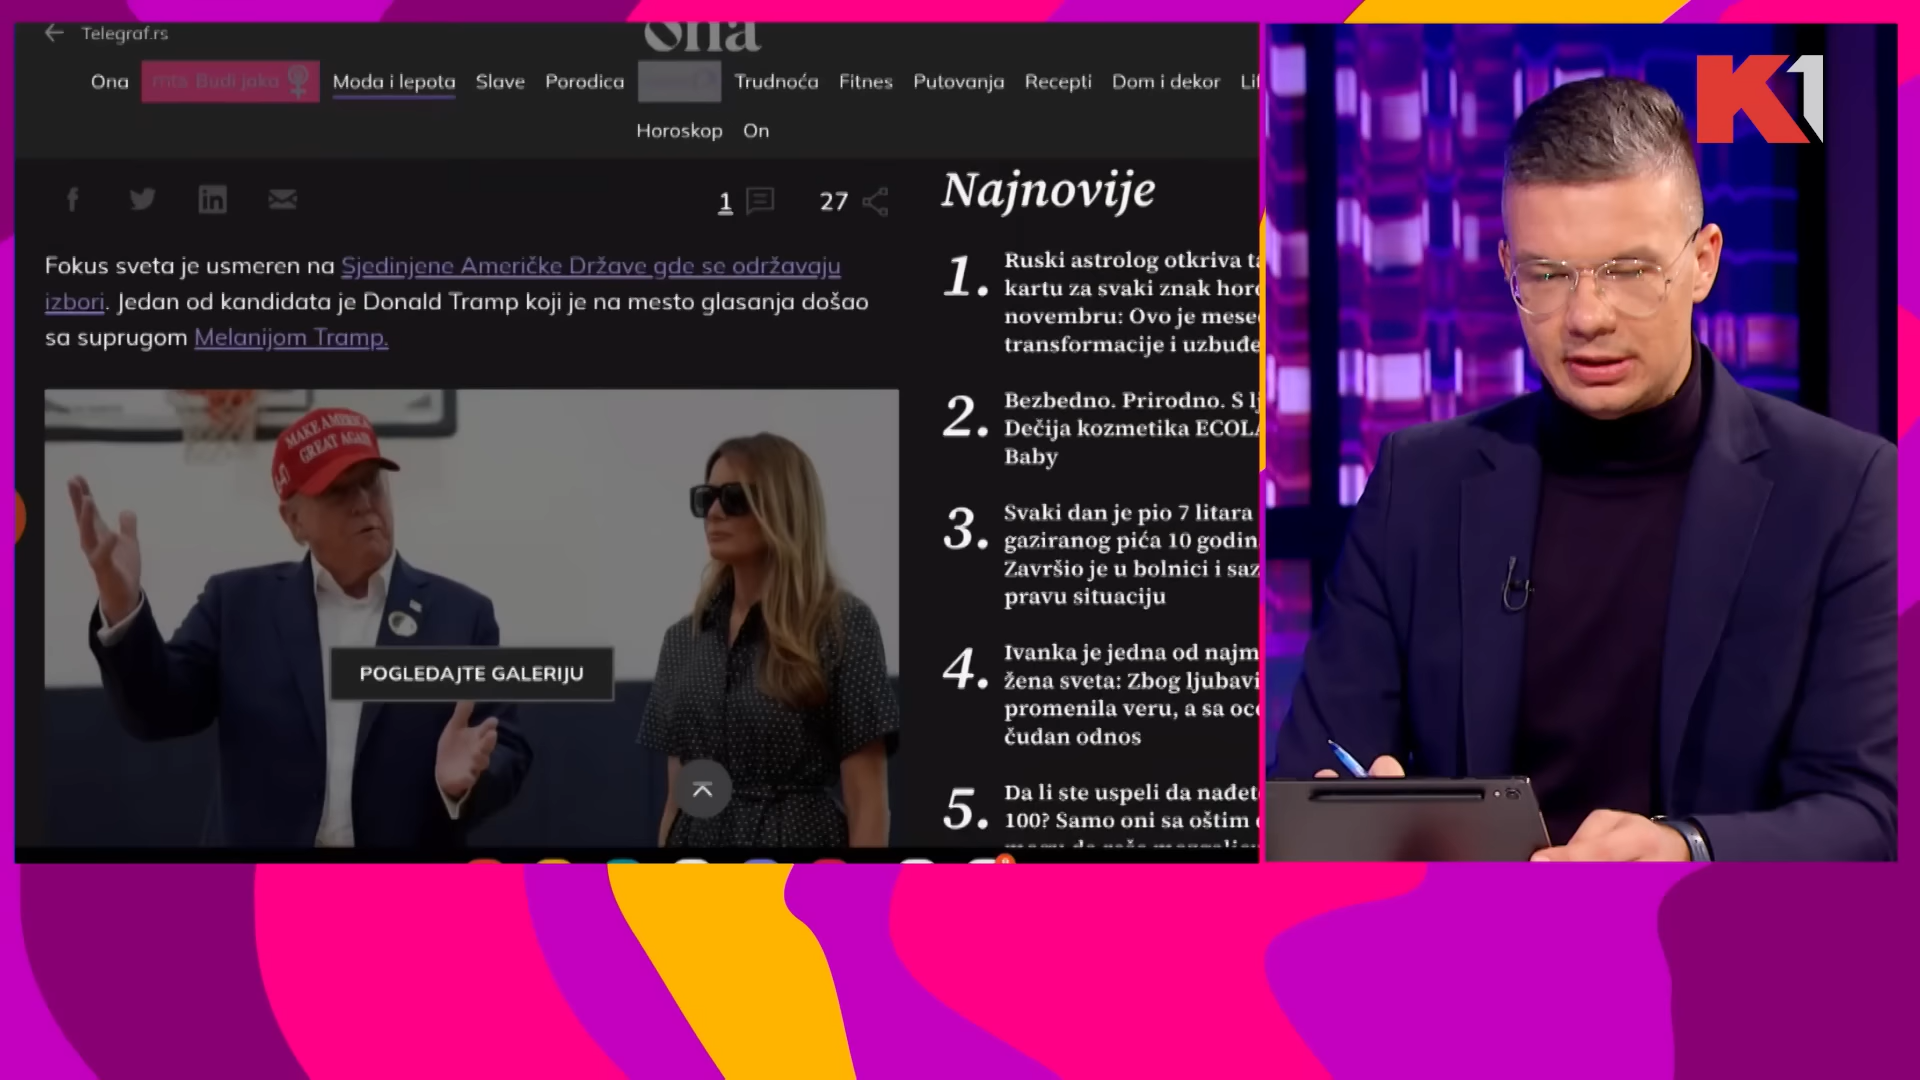 Telegraf.rs
Ona
Ona mts Budi jaka Moda i lepota Slave Porodica Trudnoća Fitnes Putovanja Recepti Dom i dekor
Horoskop On
1 27
Fokus sveta je usmeren na Sjedinjene Američke Države gde se održavaju
izbori. Jedan od kandidata je Donald Tramp koji je na mesto glasanja došao
sa suprugom Melanijom Tramp.
MAKE AMERICA
GREAT AGAIN
POGLEDAJTE GALERIJU
Najnovije
1. Ruski astrolog otkriva
kartu za svaki znak
novembru: Ovo je
transformacije i
2. Bezbedno. Prirodno. S
Dečija kozmetika
Baby
3. Svaki dan je pio 7 litara
gaziranog pića 10
Završio je u bolnici i
pravu situaciju
4. Ivanka je jedna od
žena sveta: Zbog ljubavi
promenila veru, a sa
čudan odnos
5. Da li ste uspeli da
100? Samo oni sa oštim
K1